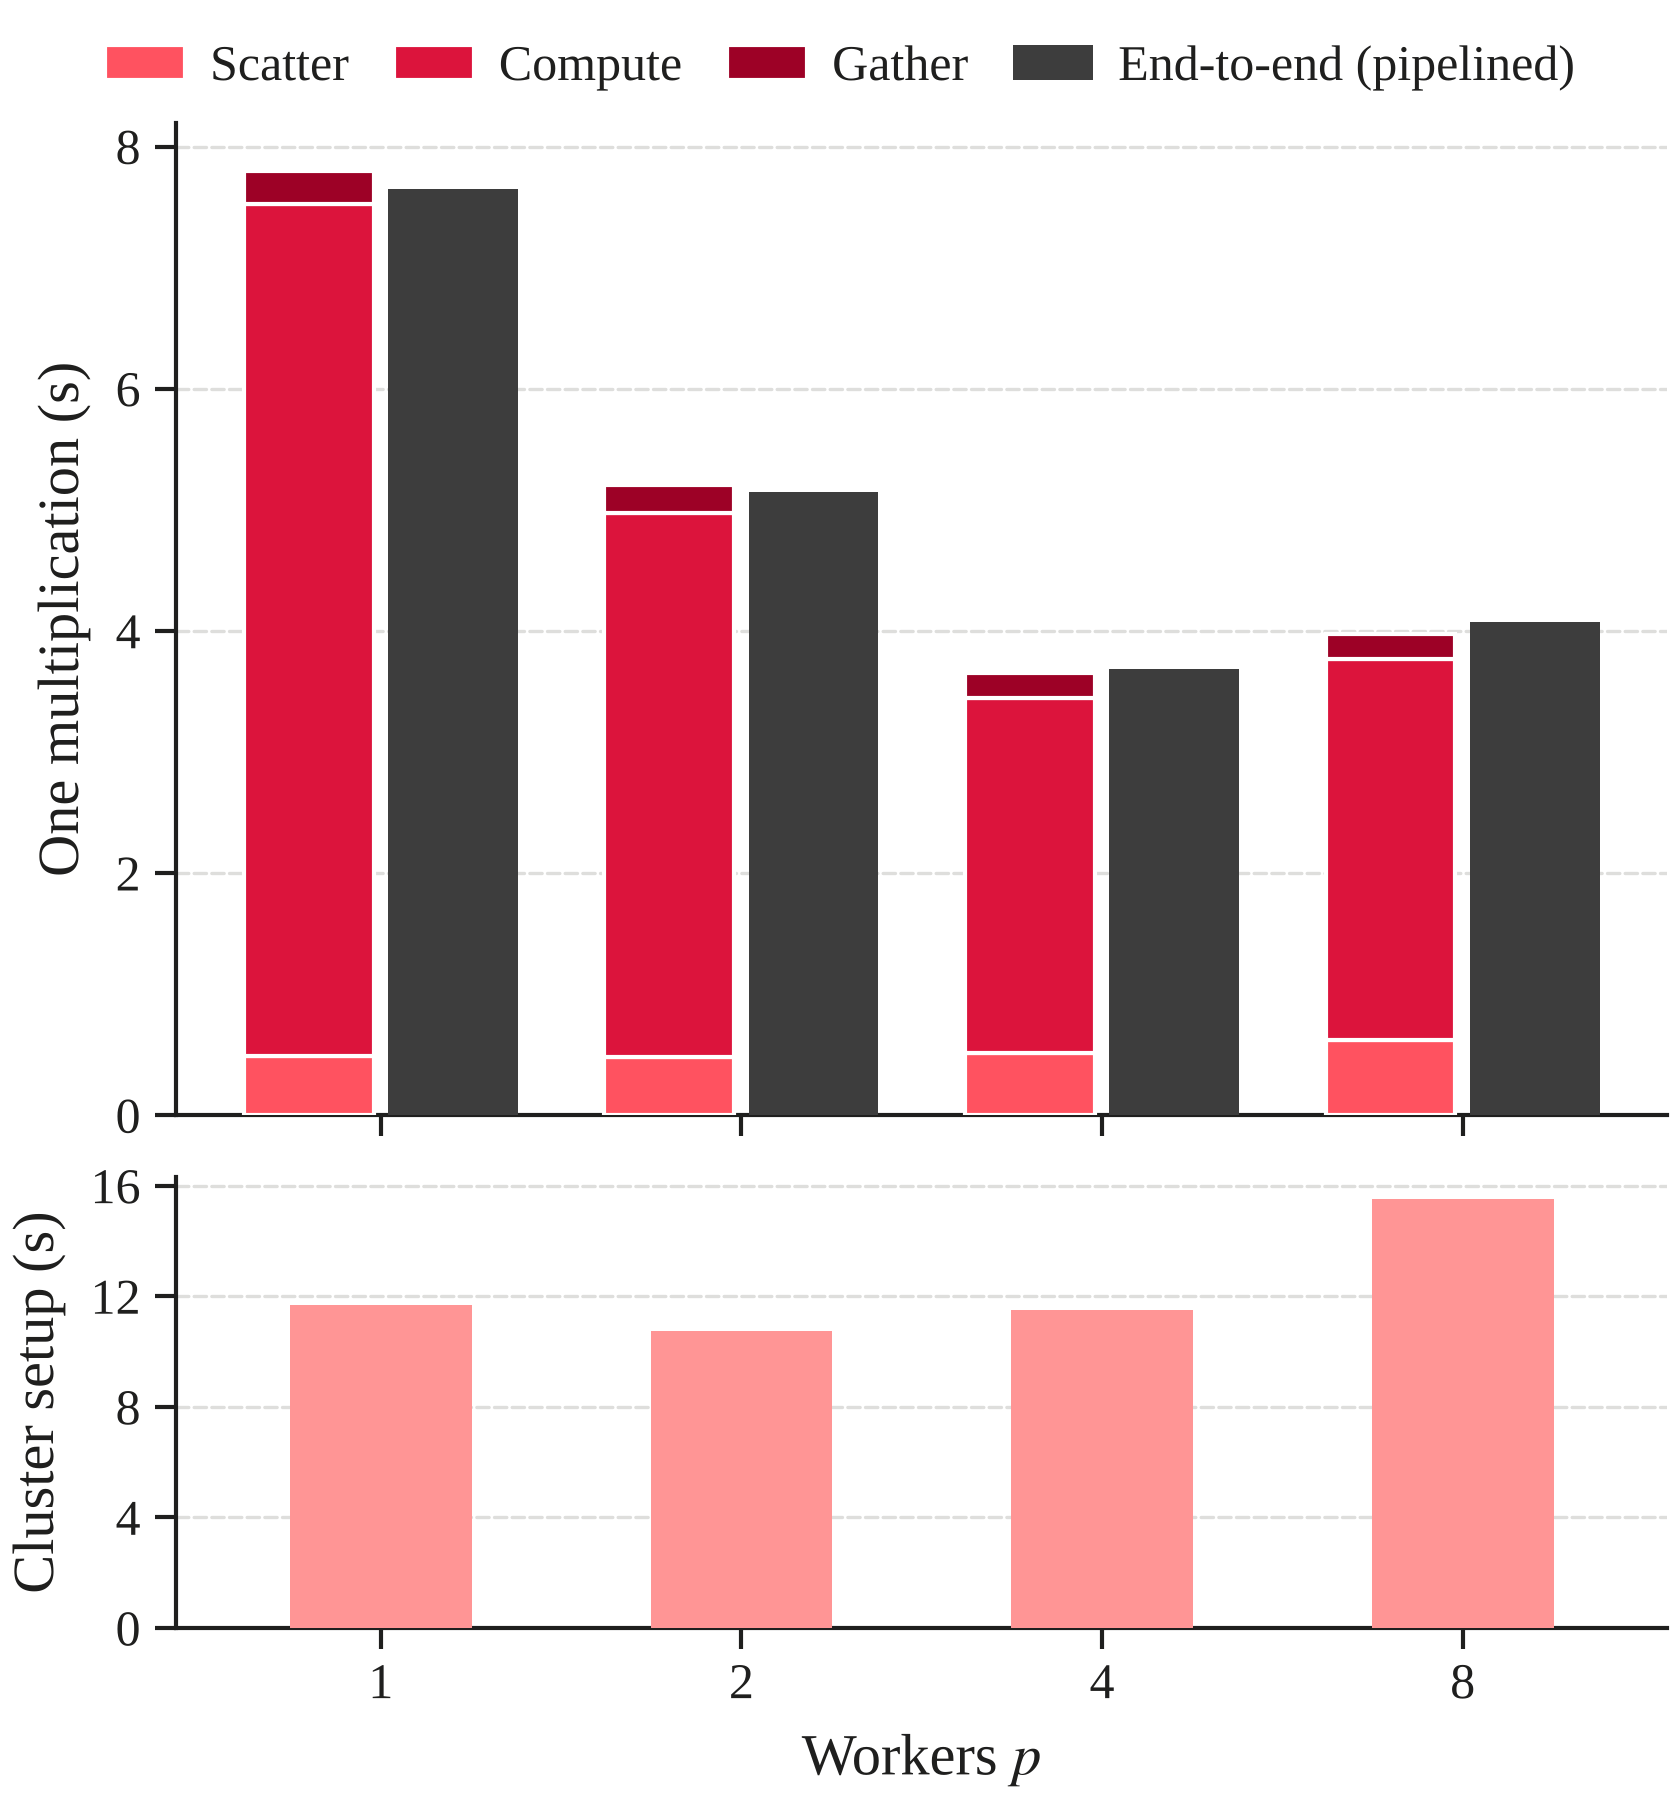 Scatter Compute Gather End-to-end (pipelined)
One multiplication (s)
8
6
4
2
0
Cluster setup (s)
16
12
8
4
0
1 2 4 8
Workers p